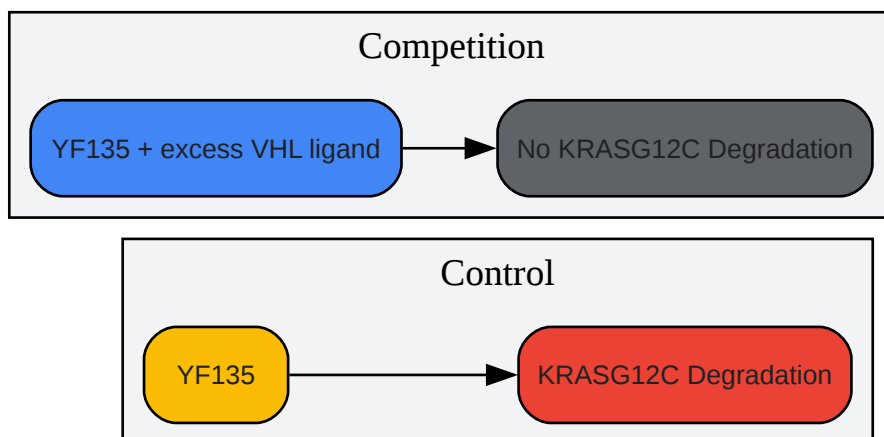 Competition
YF135 + excess VHL ligand
No KRASG12C Degradation
Control
YF135
KRASG12C Degradation